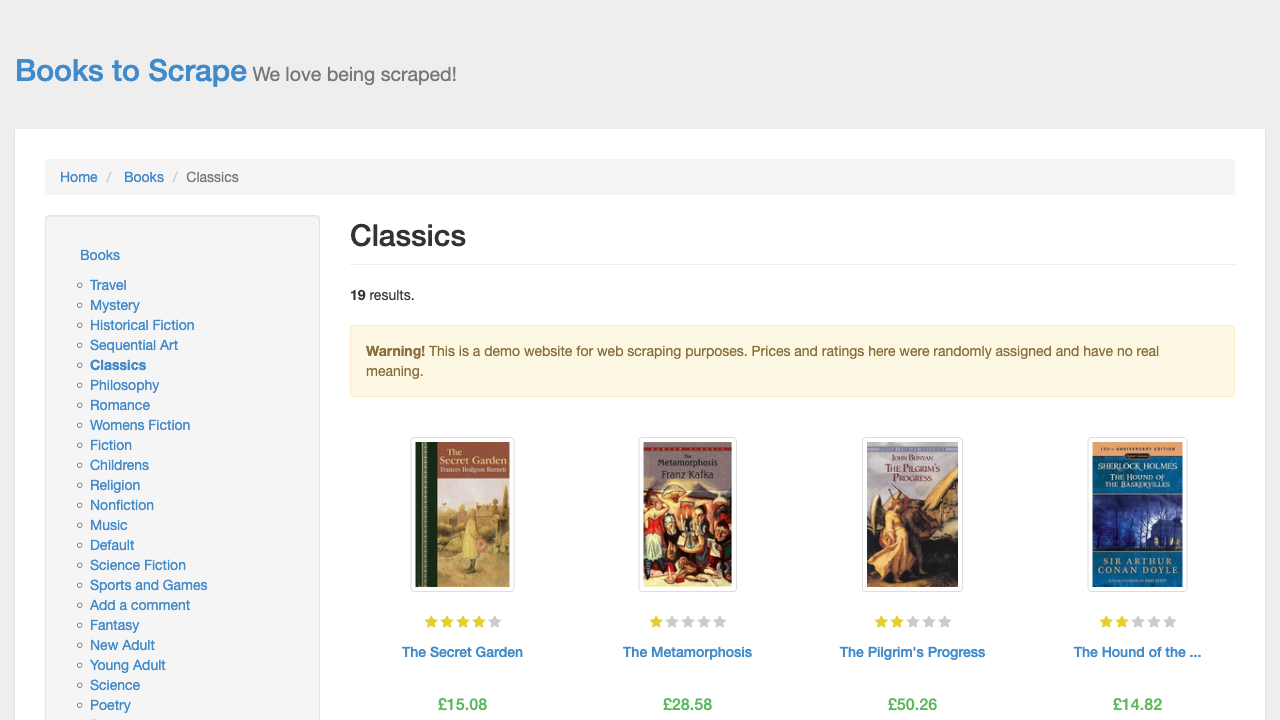 Books to Scrape We love being scraped!
Home / Books / Classics
Books
Travel
Mystery
Historical Fiction
Sequential Art
Classics
Philosophy
Romance
Womens Fiction
Fiction
Childrens
Religion
Nonfiction
Music
Default
Science Fiction
Sports and Games
Add a comment
Fantasy
New Adult
Young Adult
Science
Poetry
Classics
19 results.
Warning! This is a demo website for web scraping purposes. Prices and ratings here were randomly assigned and have no real
meaning.
The
Secret Garden
Frances Hodgson Burnett
The Secret Garden
£15.08
The
Metamorphosis
Franz Kafka
The Metamorphosis
£28.58
JOHN BUNYAN
THE PILGRIM'S
PROGRESS
The Pilgrim's Progress
£50.26
100TH ANNIVERSARY EDITION
SHERLOCK HOLMES
THE HOUND OF
THE BASKERVILLES
SIR ARTHUR
CONAN DOYLE
The Hound of the ...
£14.82